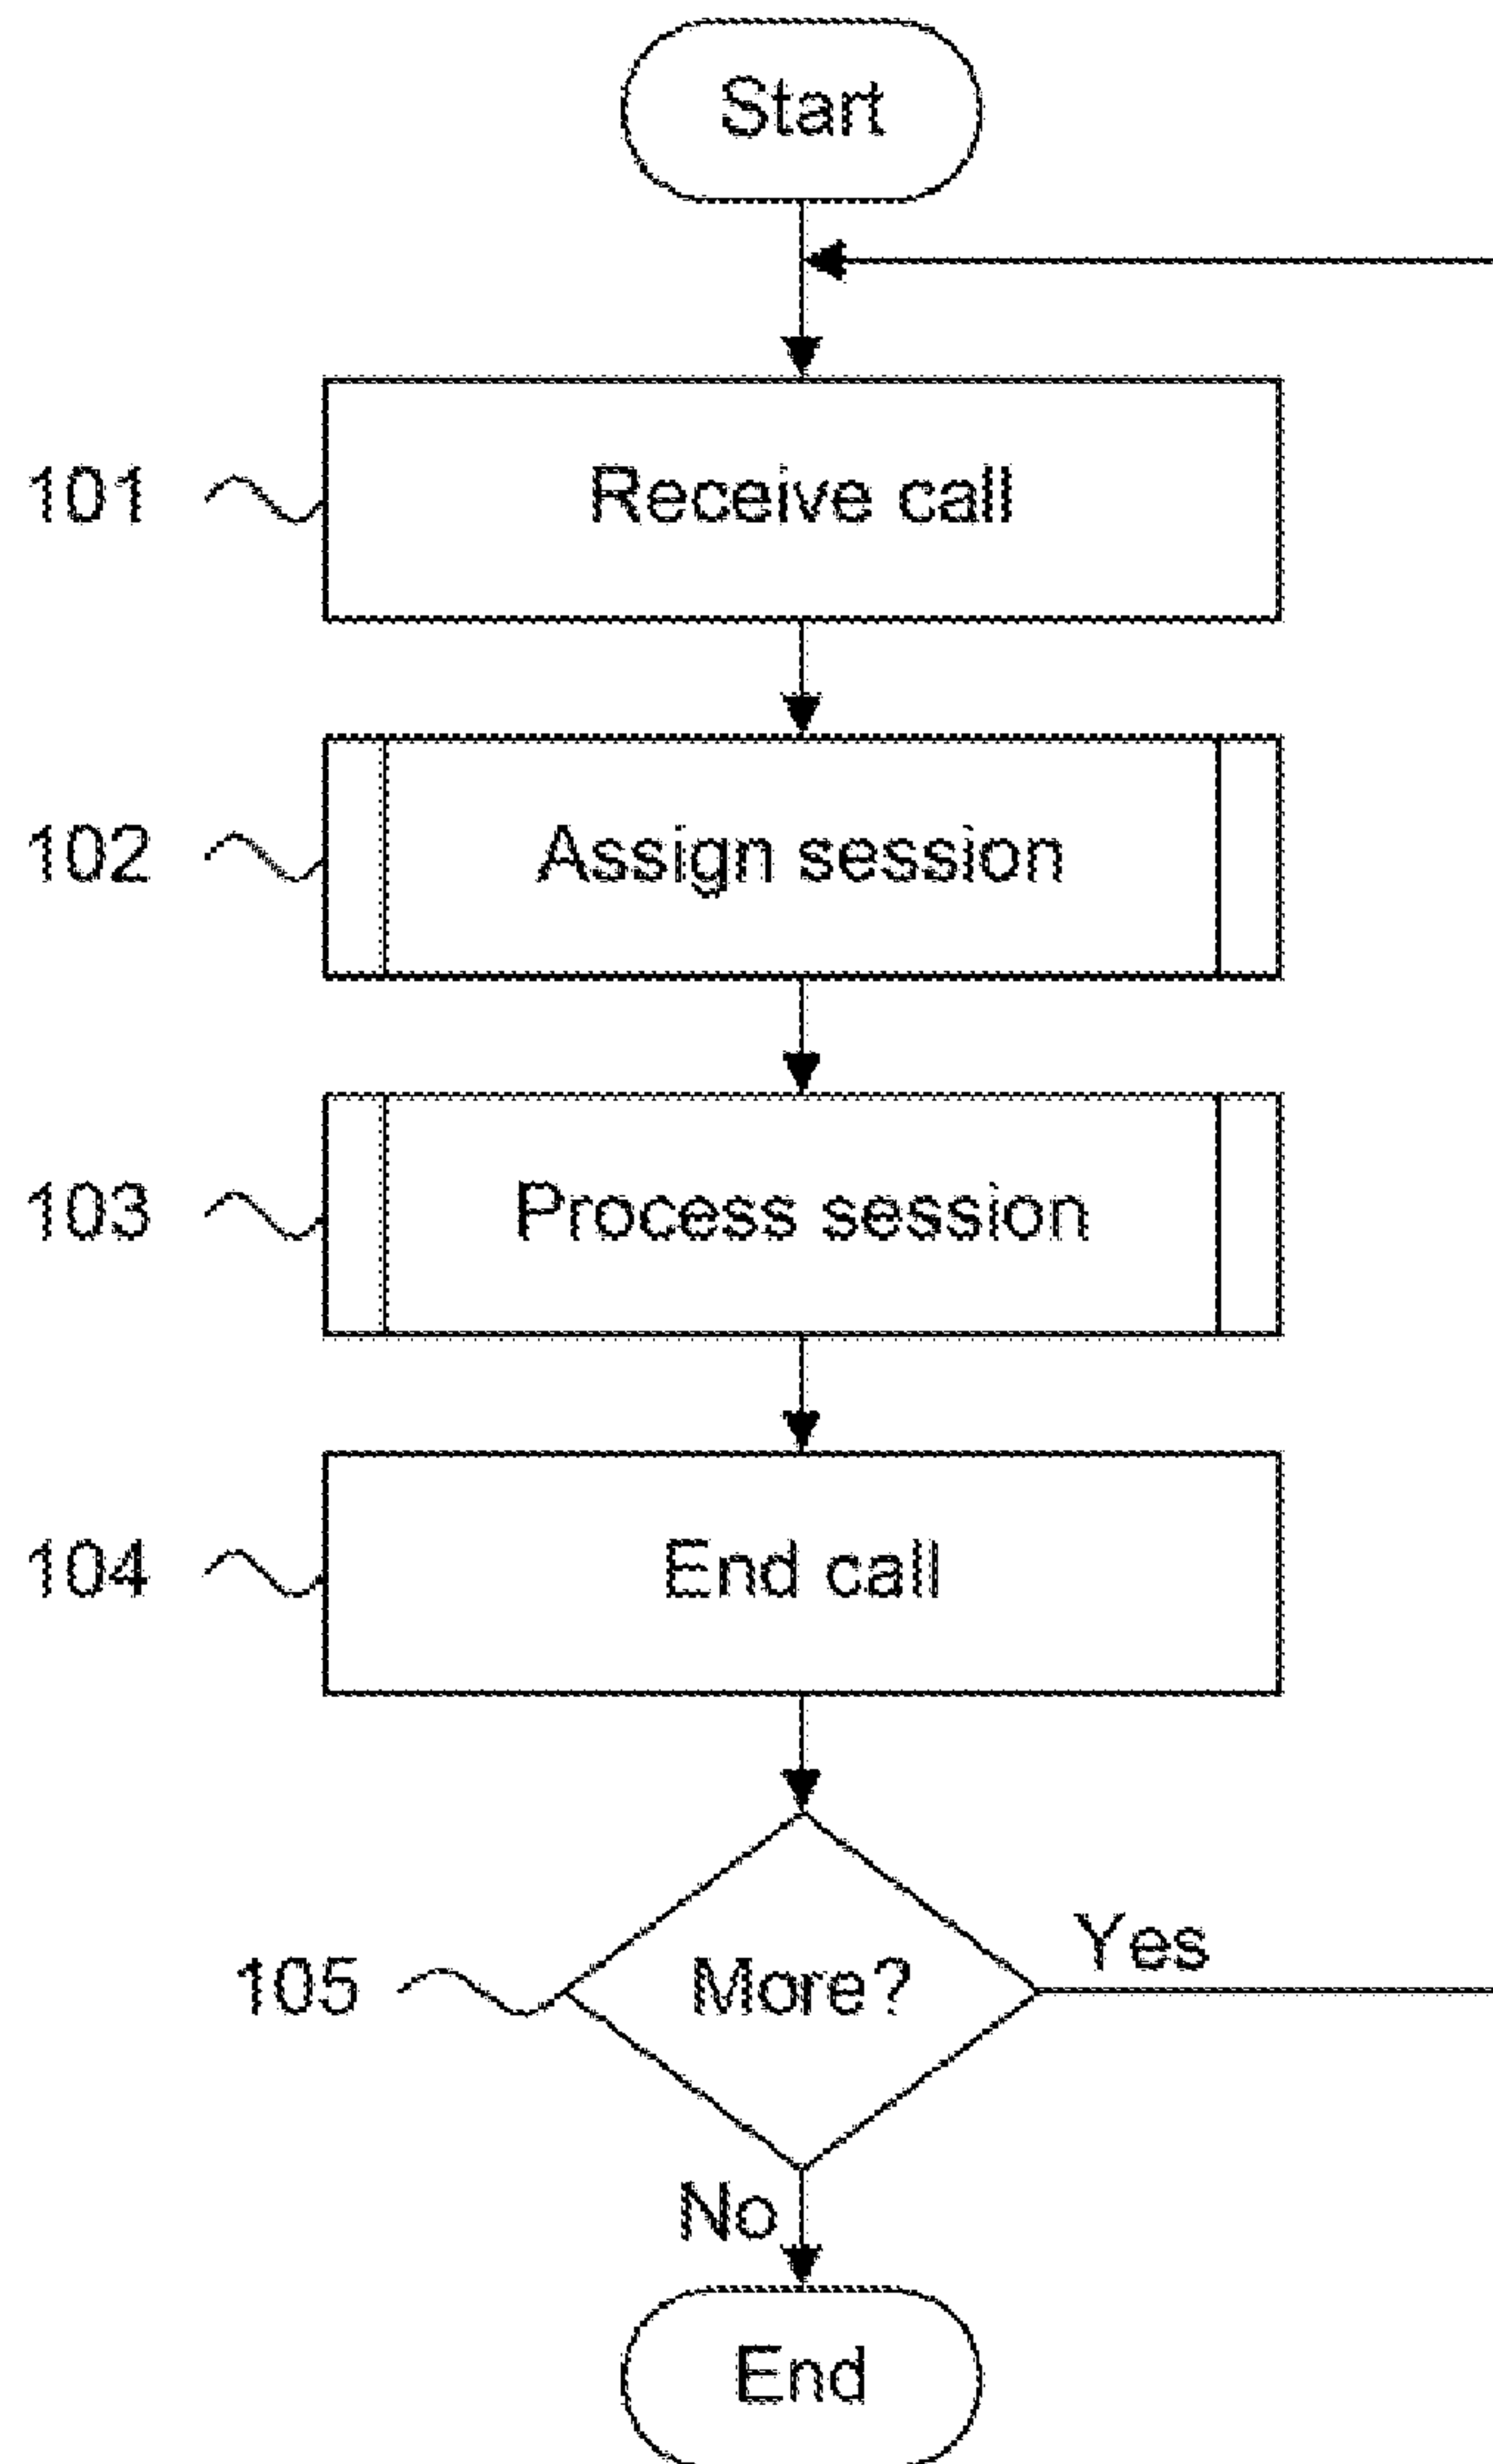 Start
101 Receive call
102 Assign session
103 Process session
104 End call
105 More? Yes
No
End